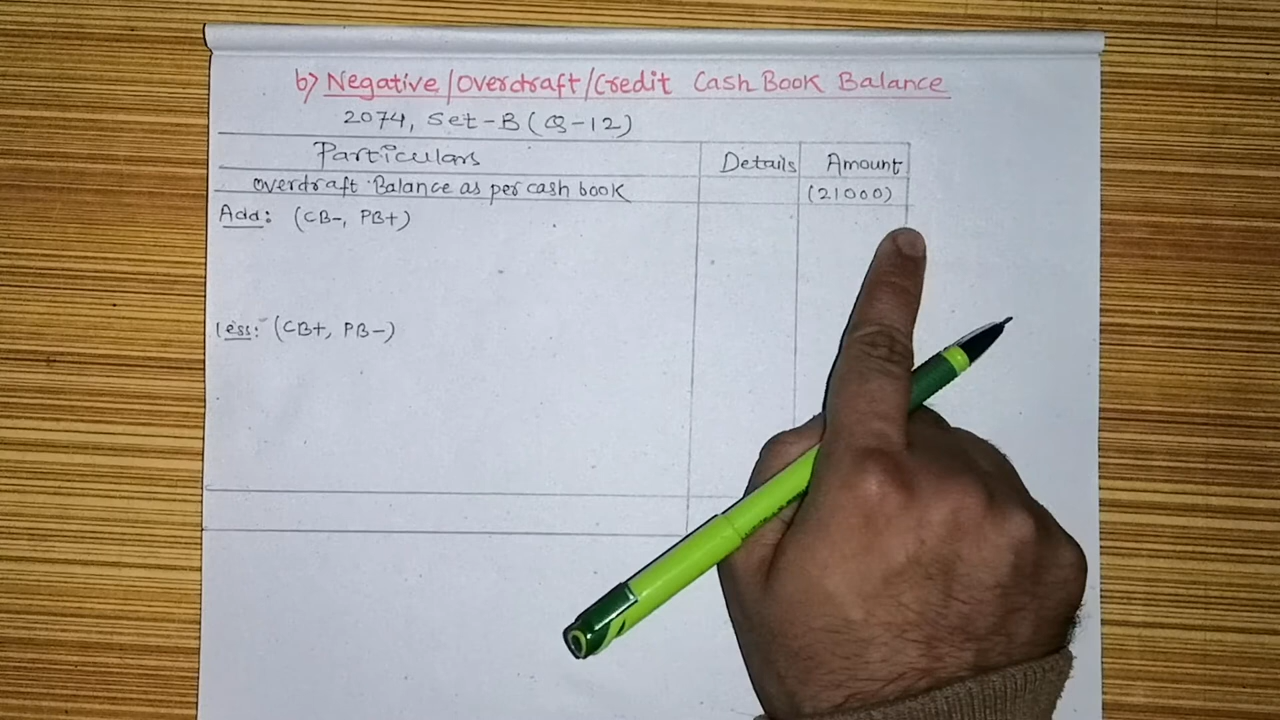 b) Negative/Overdraft/Credit Cash Book Balance
2074, Set-B (Q-12)
Particulars Details Amount
Overdraft Balance as per cash book (21000)
Add: (CB-, PB+)
Less: (CB+, PB-)